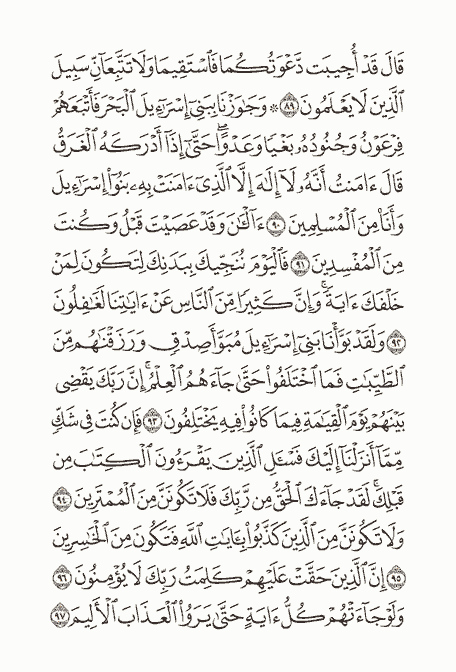 قَالَ قَدۡ أُجِيبَت دَّعۡوَتُكُمَا فَٱسۡتَقِيمَا وَلَا تَتَّبِعَآنِّ سَبِيلَ
ٱلَّذِينَ لَا يَعۡلَمُونَ ٨٩ ۞ وَجَٰوَزۡنَا بِبَنِيٓ إِسۡرَٰٓءِيلَ ٱلۡبَحۡرَ فَأَتۡبَعَهُمۡ
فِرۡعَوۡنُ وَجُنُودُهُۥ بَغۡيٗا وَعَدۡوًاۖ حَتَّىٰٓ إِذَآ أَدۡرَكَهُ ٱلۡغَرَقُ
قَالَ ءَامَنتُ أَنَّهُۥ لَآ إِلَٰهَ إِلَّا ٱلَّذِيٓ ءَامَنَتۡ بِهِۦ بَنُوٓاْ إِسۡرَٰٓءِيلَ
وَأَنَا۠ مِنَ ٱلۡمُسۡلِمِينَ ٩٠ ءَآلۡـَٰٔنَ وَقَدۡ عَصَيۡتَ قَبۡلُ وَكُنتَ
مِنَ ٱلۡمُفۡسِدِينَ ٩١ فَٱلۡيَوۡمَ نُنَجِّيكَ بِبَدَنِكَ لِتَكُونَ لِمَنۡ
خَلۡفَكَ ءَايَةٗۚ وَإِنَّ كَثِيرٗا مِّنَ ٱلنَّاسِ عَنۡ ءَايَٰتِنَا لَغَٰفِلُونَ
٩٢ وَلَقَدۡ بَوَّأۡنَا بَنِيٓ إِسۡرَٰٓءِيلَ مُبَوَّأَ صِدۡقٖ وَرَزَقۡنَٰهُم مِّنَ
ٱلطَّيِّبَٰتِ فَمَا ٱخۡتَلَفُواْ حَتَّىٰ جَآءَهُمُ ٱلۡعِلۡمُۚ إِنَّ رَبَّكَ يَقۡضِي
بَيۡنَهُمۡ يَوۡمَ ٱلۡقِيَٰمَةِ فِيمَا كَانُواْ فِيهِ يَخۡتَلِفُونَ ٩٣ فَإِن كُنتَ فِي شَكّٖ
مِّمَّآ أَنزَلۡنَآ إِلَيۡكَ فَسۡـَٔلِ ٱلَّذِينَ يَقۡرَءُونَ ٱلۡكِتَٰبَ مِن
قَبۡلِكَۚ لَقَدۡ جَآءَكَ ٱلۡحَقُّ مِن رَّبِّكَ فَلَا تَكُونَنَّ مِنَ ٱلۡمُمۡتَرِينَ ٩٤
وَلَا تَكُونَنَّ مِنَ ٱلَّذِينَ كَذَّبُواْ بِـَٔايَٰتِ ٱللَّهِ فَتَكُونَ مِنَ ٱلۡخَٰسِرِينَ
٩٥ إِنَّ ٱلَّذِينَ حَقَّتۡ عَلَيۡهِمۡ كَلِمَتُ رَبِّكَ لَا يُؤۡمِنُونَ ٩٦
وَلَوۡ جَآءَتۡهُمۡ كُلُّ ءَايَةٍ حَتَّىٰ يَرَوُاْ ٱلۡعَذَابَ ٱلۡأَلِيمَ ٩٧